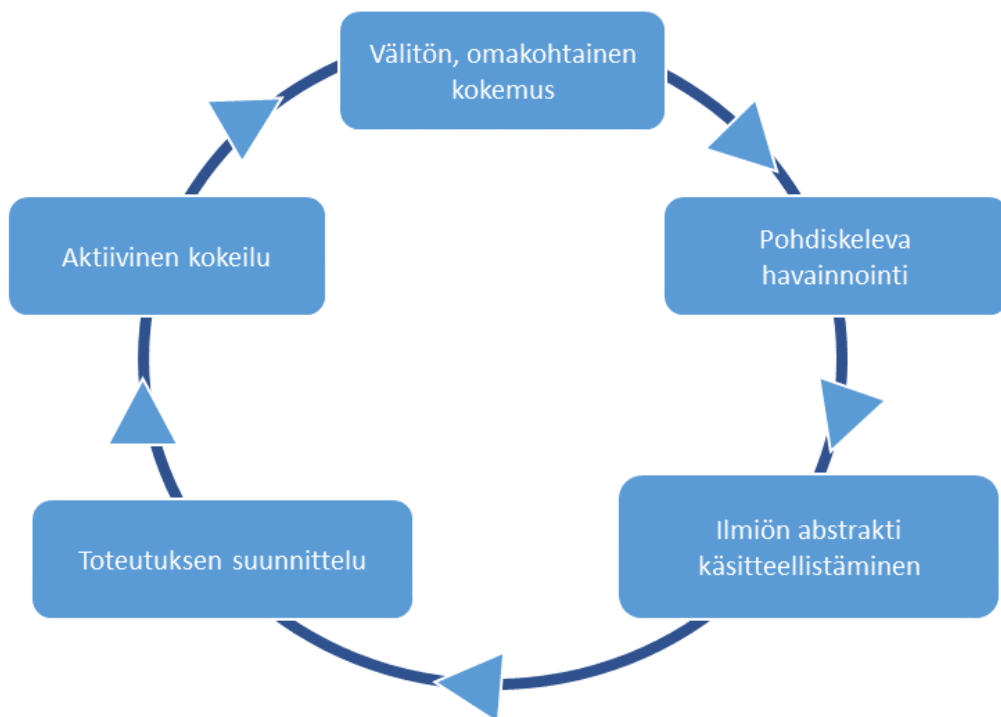 Välitön, omakohtainen
kokemus
Pohdiskeleva
havainnointi
Ilmiön abstrakti
käsitteellistäminen
Toteutuksen suunnittelu
Aktiivinen kokeilu